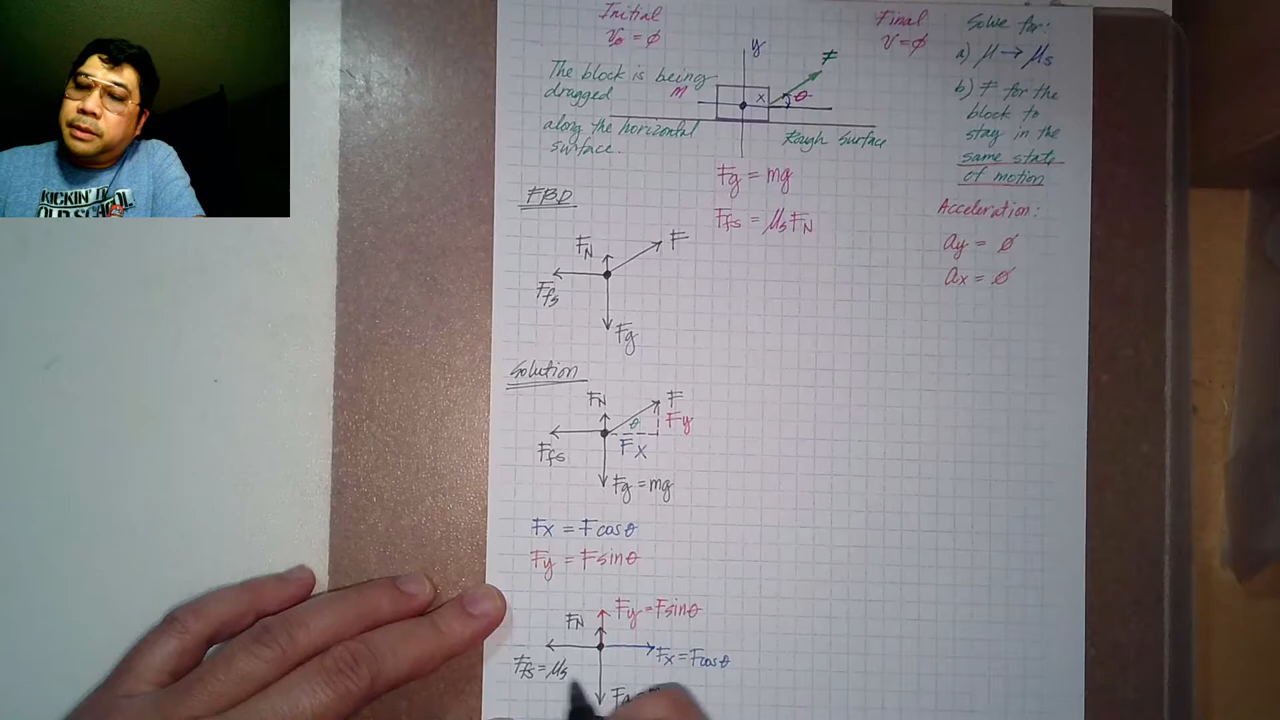 Initial
v₀ = ∅
Final
v = ∅
Solve for:
a) μ → μs
b) F for the
block to
stay in the
same state
of motion
The block is being
dragged
along the horizontal
surface.
y
F
M
x
θ
Rough Surface
Fg = mg
Ffs = μs FN
Acceleration:
ay = ∅
ax = ∅
FBD
FN
F
Ffs
Fg
Solution
FN
F
θ
Fy
Ffs
Fx
Fg = mg
Fx = Fcosθ
Fy = Fsinθ
Fy = Fsinθ
FN
Fx = Fcosθ
Ffs = μs
KICKIN' IT
OLD SCHOOL